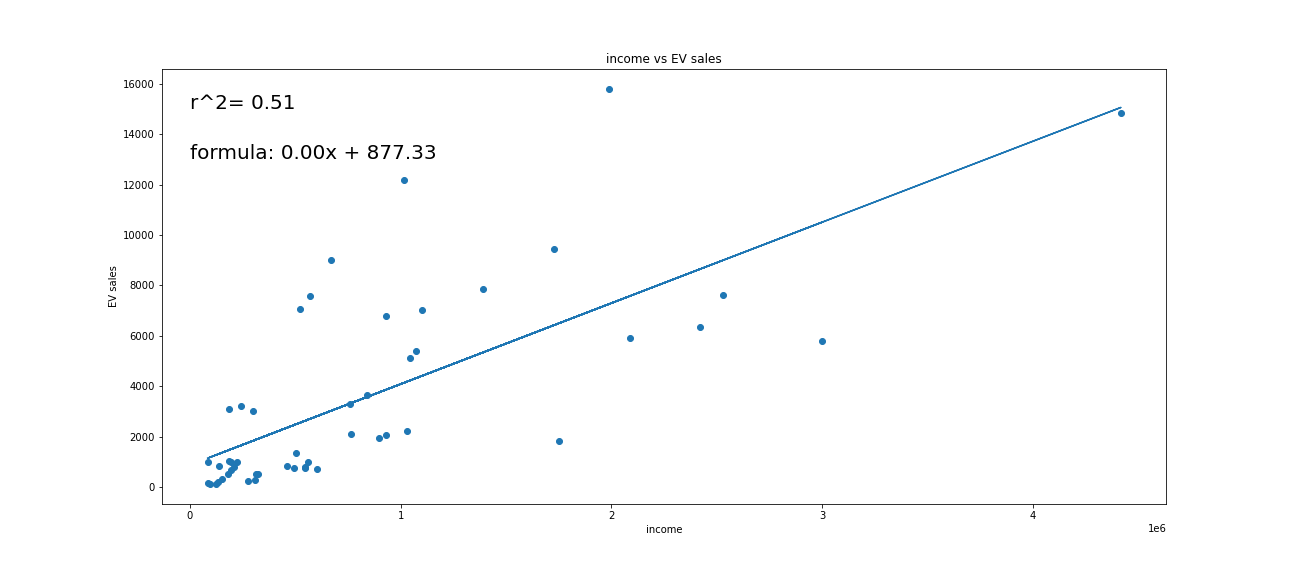 income vs EV sales
r^2= 0.51
formula: 0.00x + 877.33
EV sales
16000
14000
12000
10000
8000
6000
4000
2000
0
0 1 2 3 4
1e6
income